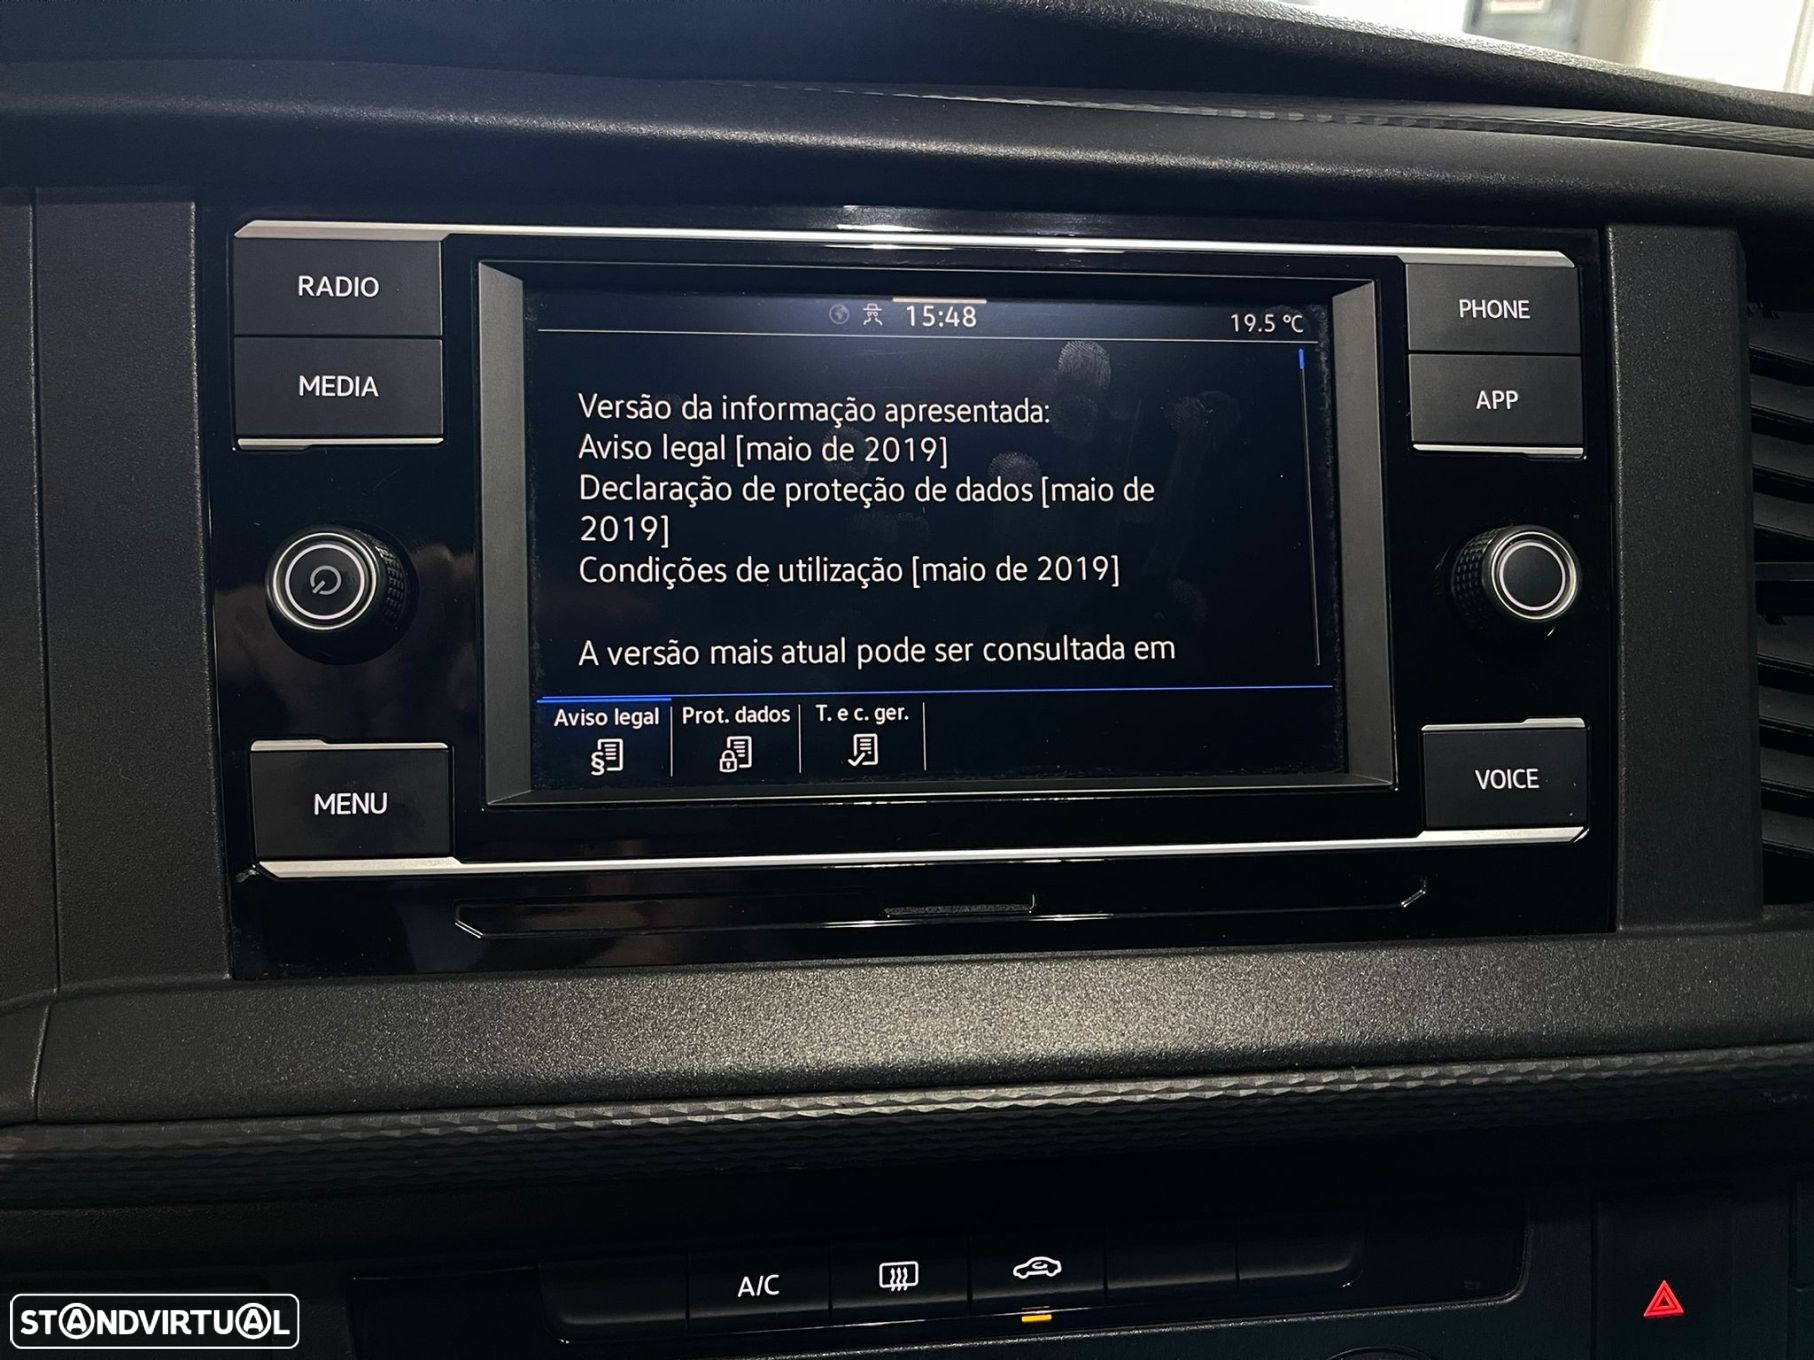 RADIO
MEDIA
MENU
15:48
19.5 °C
Versão da informação apresentada:
Aviso legal [maio de 2019]
Declaração de proteção de dados [maio de
2019]
Condições de utilização [maio de 2019]
A versão mais atual pode ser consultada em
Aviso legal
Prot. dados
T. e c. ger.
§
PHONE
APP
VOICE
A/C
STANDVIRTUAL